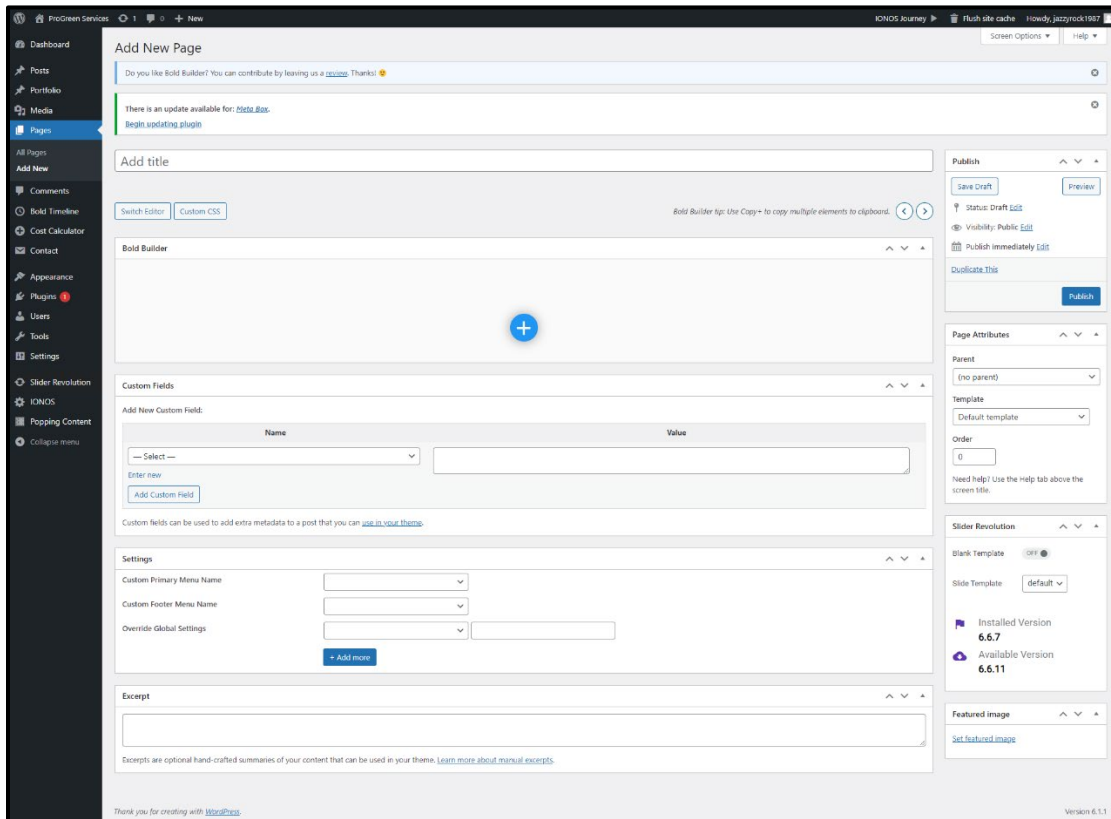 ProGreen Services 1 0 + New IONOS Journey Flush site cache Howdy, jazzyrock1987
Dashboard
Posts
Portfolio
Media
Pages
All Pages
Add New
Comments
Bold Timeline
Cost Calculator
Contact
Appearance
Plugins 1
Users
Tools
Settings
Slider Revolution
IONOS
Popping Content
Collapse menu
Screen Options Help
Add New Page
Do you like Bold Builder? You can contribute by leaving us a review. Thanks!
There is an update available for: Meta Box.
Begin updating plugin
Add title
Switch Editor Custom CSS Bold Builder tip: Use Copy+ to copy multiple elements to clipboard.
Bold Builder
Custom Fields
Add New Custom Field:
Name Value
— Select —
Enter new
Add Custom Field
Custom fields can be used to add extra metadata to a post that you can use in your theme.
Settings
Custom Primary Menu Name
Custom Footer Menu Name
Override Global Settings
+ Add more
Excerpt
Excerpts are optional hand-crafted summaries of your content that can be used in your theme. Learn more about manual excerpts.
Publish
Save Draft Preview
Status: Draft Edit
Visibility: Public Edit
Publish immediately Edit
Duplicate This
Publish
Page Attributes
Parent
(no parent)
Template
Default template
Order
0
Need help? Use the Help tab above the
screen title.
Slider Revolution
Blank Template OFF
Slide Template default
Installed Version
6.6.7
Available Version
6.6.11
Featured image
Set featured image
Thank you for creating with WordPress. Version 6.1.1